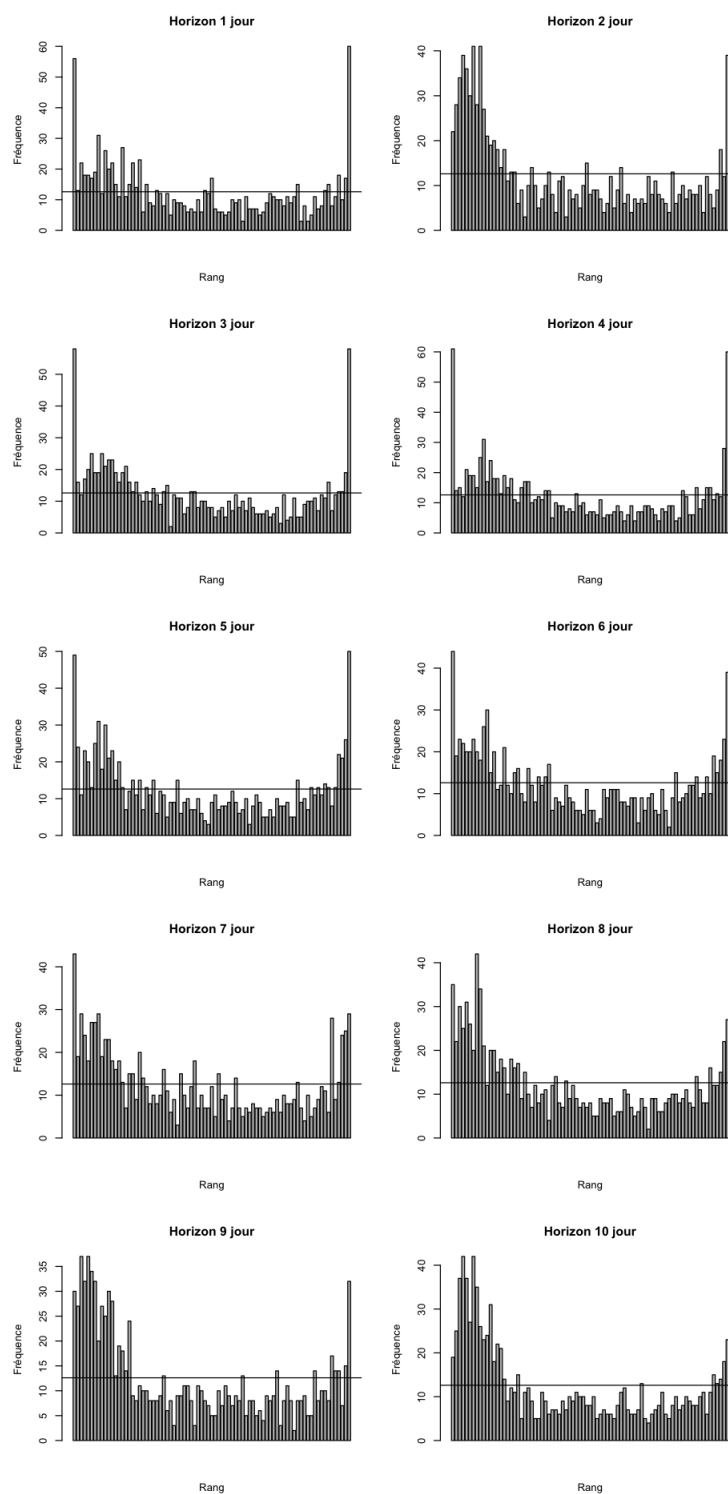 Horizon 1 jour
Fréquence
0 10 20 30 40 50 60
Rang
Horizon 2 jour
Fréquence
0 10 20 30 40
Rang
Horizon 3 jour
Fréquence
0 10 20 30 40 50
Rang
Horizon 4 jour
Fréquence
0 10 20 30 40 50 60
Rang
Horizon 5 jour
Fréquence
0 10 20 30 40 50
Rang
Horizon 6 jour
Fréquence
0 10 20 30 40
Rang
Horizon 7 jour
Fréquence
0 10 20 30 40
Rang
Horizon 8 jour
Fréquence
0 10 20 30 40
Rang
Horizon 9 jour
Fréquence
0 5 10 15 20 25 30 35
Rang
Horizon 10 jour
Fréquence
0 10 20 30 40
Rang